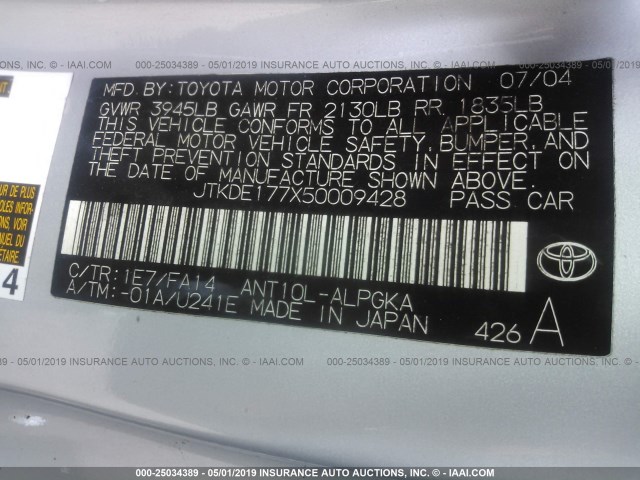 000-25034389 - 05/01/2019 INSURANCE AUTO AUCTIONS - © - IAAI.COM
MFD.BY:TOYOTA MOTOR CORPORATION 07/04
GVWR 3945LB GAWR FR 2130LB RR 1835LB
THIS VEHICLE CONFORMS TO ALL APPLICABLE
FEDERAL MOTOR VEHICLE SAFETY, BUMPER, AND
THEFT PREVENTION STANDARDS IN EFFECT ON
THE DATE OF MANUFACTURE SHOWN ABOVE.
JTKDE177X50009428 PASS CAR
C/TR:1E7/FA14 ANT10L-ALPGKA
A/TM:-01A/U241E MADE IN JAPAN
426 A
UR DE PLUS
4
000-25034389 - 05/01/2019 INSURANCE AUTO AUCTIONS - © - IAAI.COM
000-25034389 - 05/01/2019 INSURANCE AUTO AUCTIONS - © - IAAI.COM